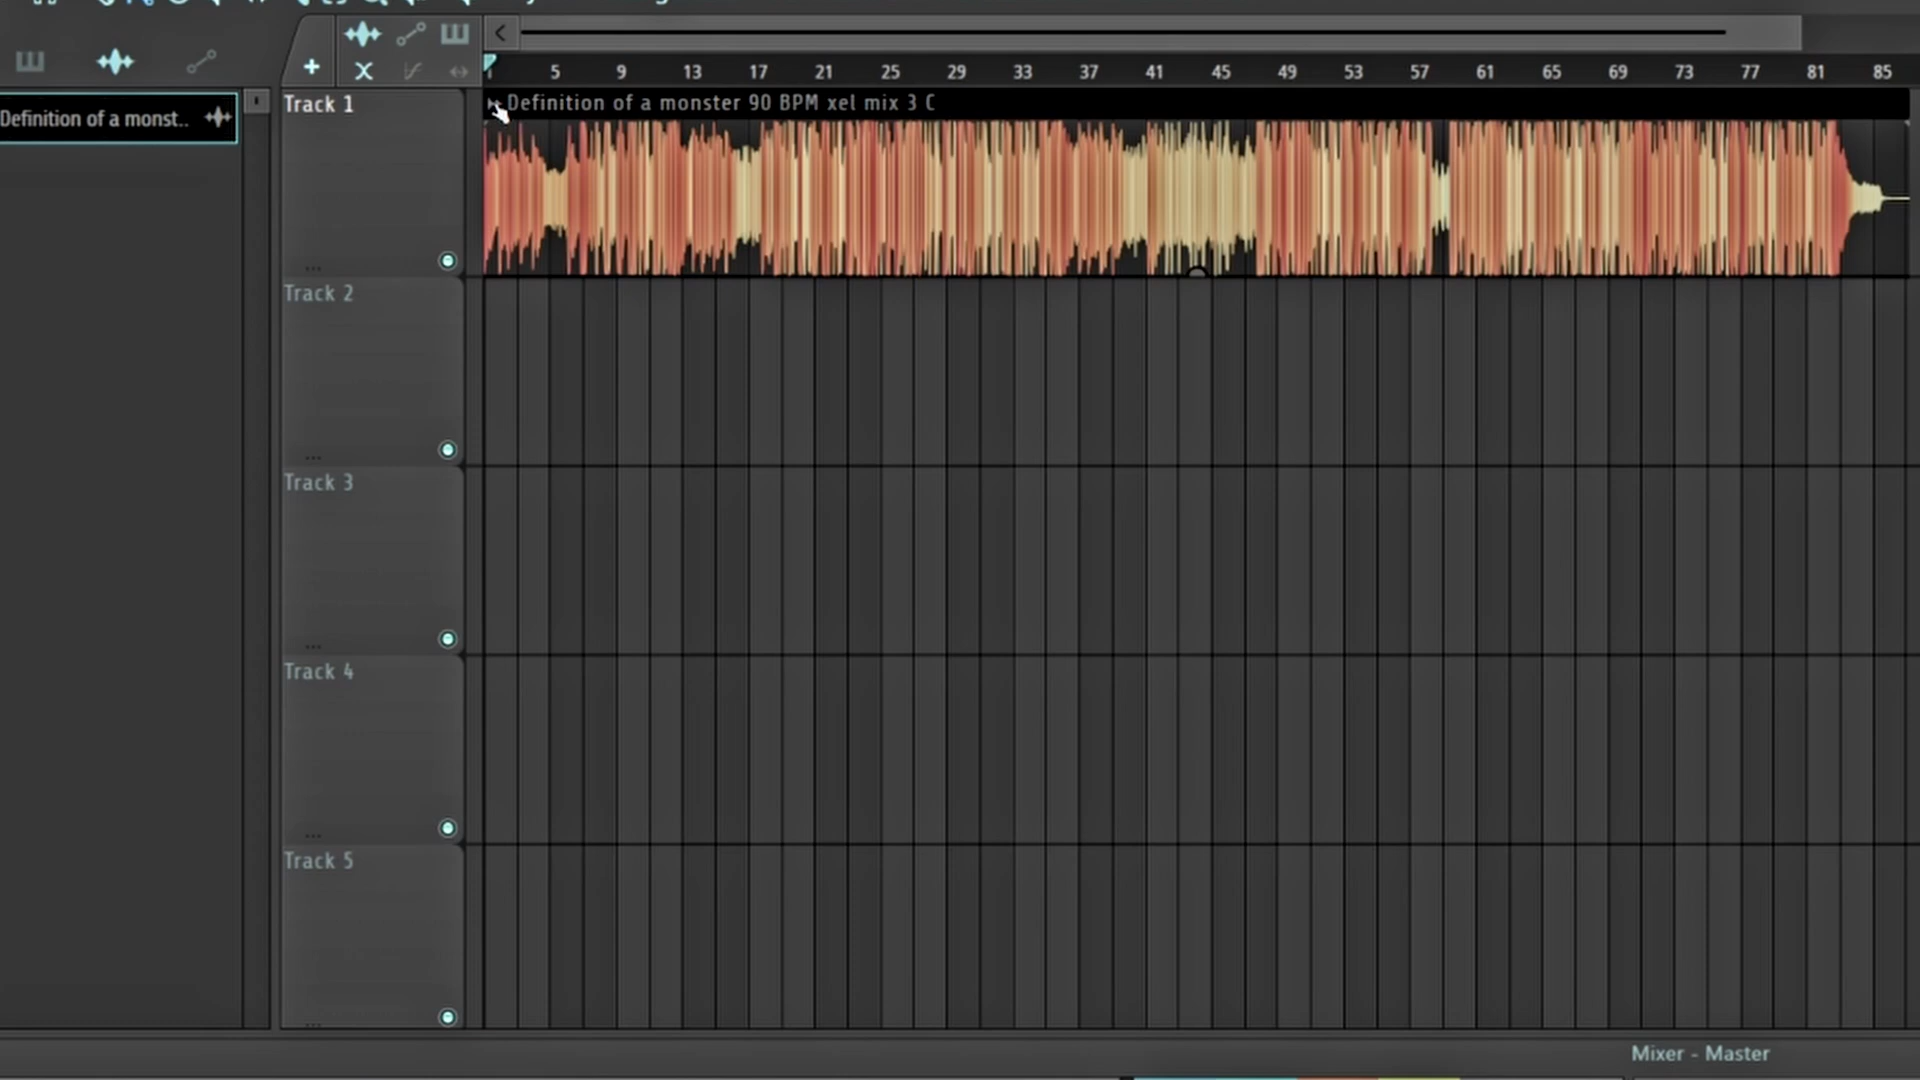 5 9 13 17 21 25 29 33 37 41 45 49 53 57 61 65 69 73 77 81 85
Definition of a monst..
Track 1
Definition of a monster 90 BPM xel mix 3 C
Track 2
Track 3
Track 4
Track 5
Mixer - Master